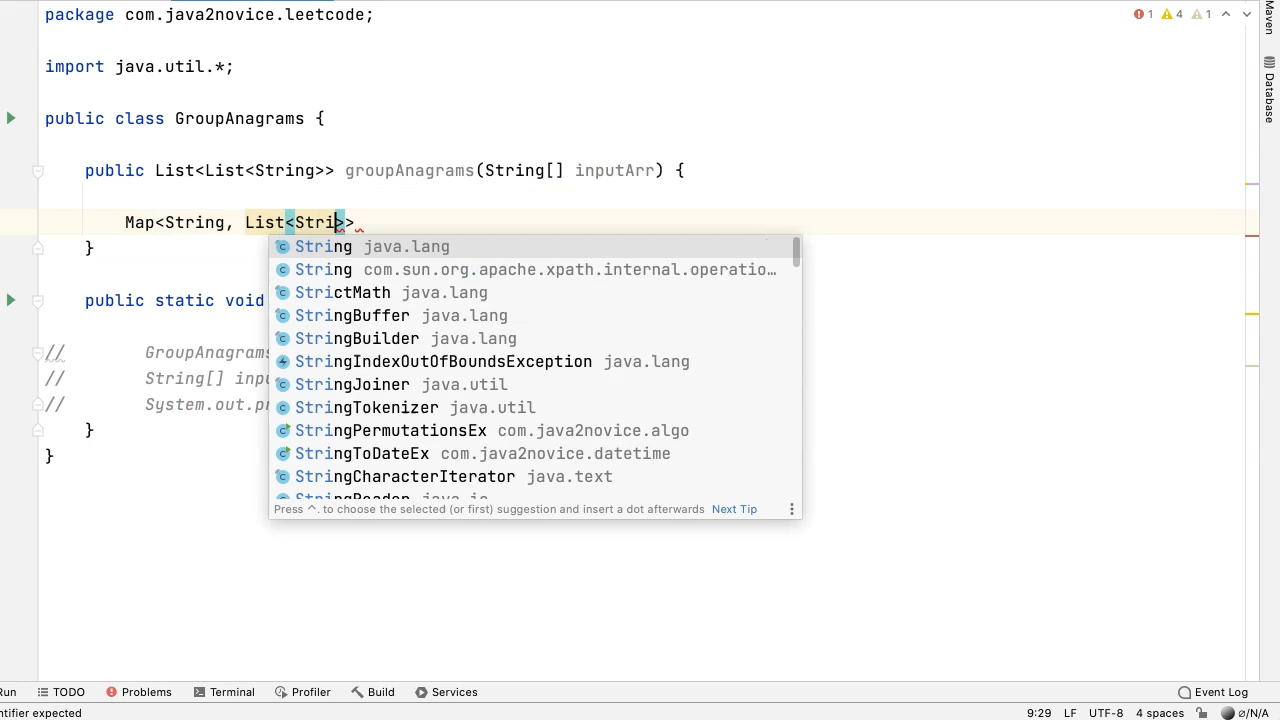 package com.java2novice.leetcode;
1 4 1
import java.util.*;
public class GroupAnagrams {
public List<List<String>> groupAnagrams(String[] inputArr) {
Map<String, List<Stri>>
}
String java.lang
String com.sun.org.apache.xpath.internal.operatio…
StrictMath java.lang
public static void
StringBuffer java.lang
StringBuilder java.lang
// GroupAnagrams
StringIndexOutOfBoundsException java.lang
// String[] inpu
StringJoiner java.util
// System.out.pr
StringTokenizer java.util
}
StringPermutationsEx com.java2novice.algo
}
StringToDateEx com.java2novice.datetime
StringCharacterIterator java.text
StringReader java.io
Press ^. to choose the selected (or first) suggestion and insert a dot afterwards Next Tip
Maven
Database
Run TODO Problems Terminal Profiler Build Services Event Log
ntifier expected 9:29 LF UTF-8 4 spaces ⌀/N/A